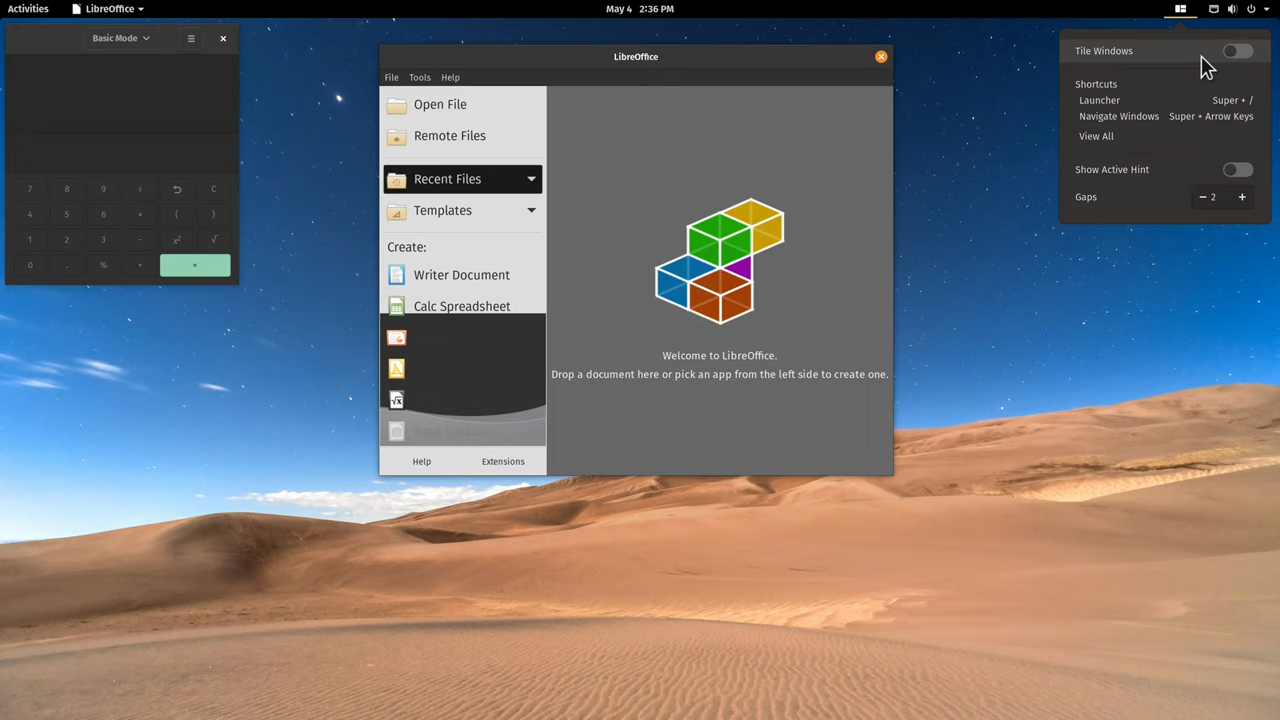 Activities
LibreOffice
May 4 2:36 PM
Basic Mode
7 8 9 ÷ C
4 5 6 × ( )
1 2 3 − x² √
0 . % + =
LibreOffice
File Tools Help
Open File
Remote Files
Recent Files
Templates
Create:
Writer Document
Calc Spreadsheet
Help Extensions
Welcome to LibreOffice.
Drop a document here or pick an app from the left side to create one.
Tile Windows
Shortcuts
Launcher Super + /
Navigate Windows Super + Arrow Keys
View All
Show Active Hint
Gaps − 2 +